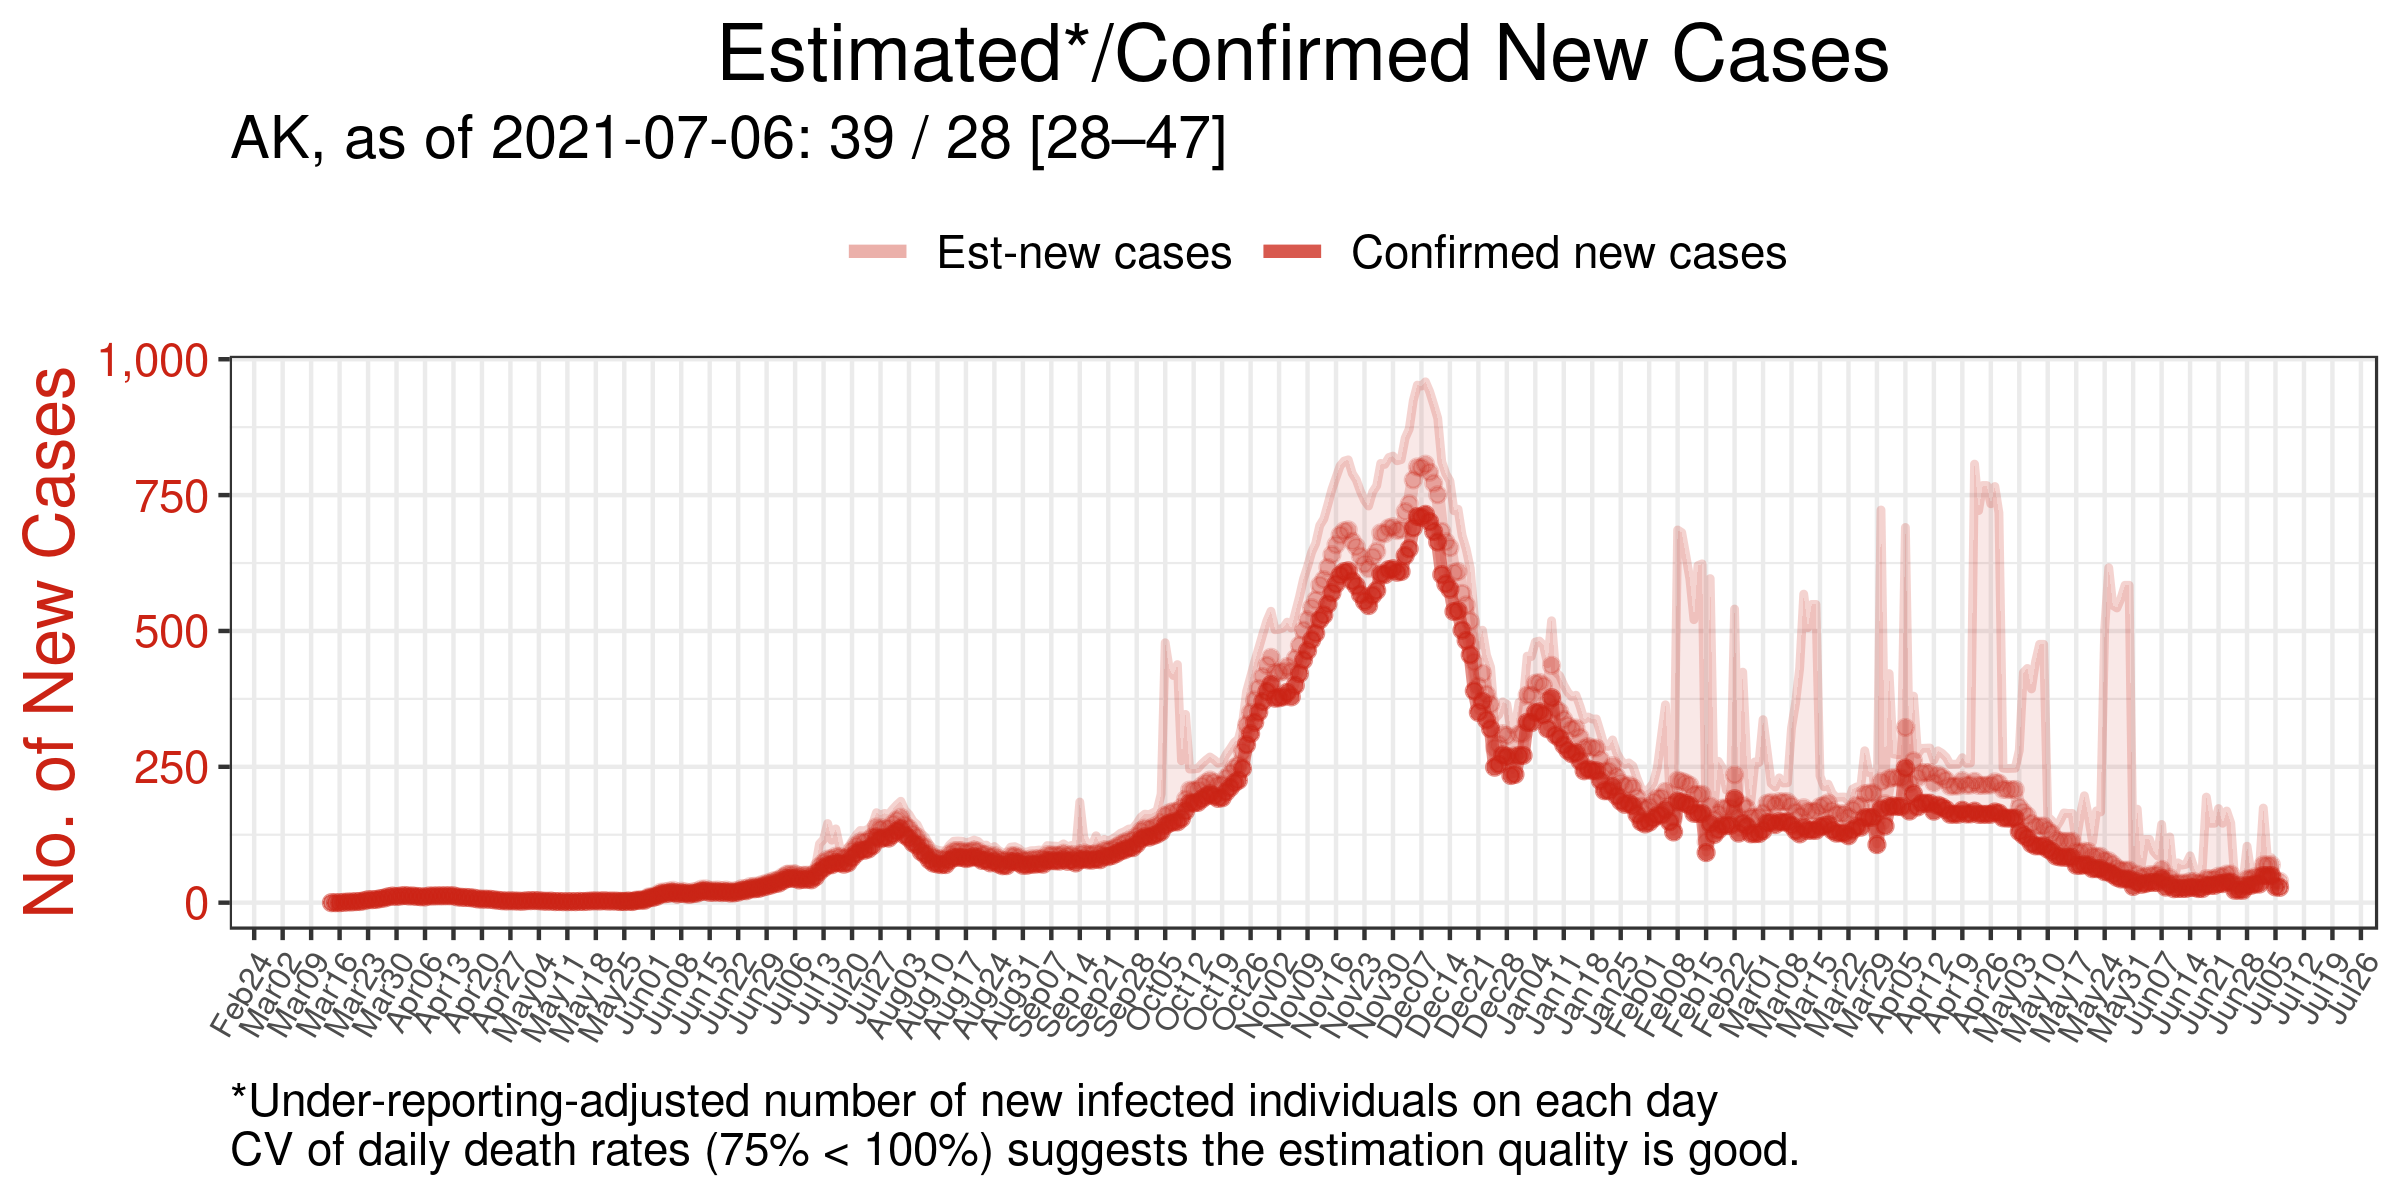 Estimated*/Confirmed New Cases
AK, as of 2021-07-06: 39 / 28 [28–47]
Est-new cases
Confirmed new cases
No. of New Cases
1,000
750
500
250
0
Feb24
Mar02
Mar09
Mar16
Mar23
Mar30
Apr06
Apr13
Apr20
Apr27
May04
May11
May18
May25
Jun01
Jun08
Jun15
Jun22
Jun29
Jul06
Jul13
Jul20
Jul27
Aug03
Aug10
Aug17
Aug24
Aug31
Sep07
Sep14
Sep21
Sep28
Oct05
Oct12
Oct19
Oct26
Nov02
Nov09
Nov16
Nov23
Nov30
Dec07
Dec14
Dec21
Dec28
Jan04
Jan11
Jan18
Jan25
Feb01
Feb08
Feb15
Feb22
Mar01
Mar08
Mar15
Mar22
Mar29
Apr05
Apr12
Apr19
Apr26
May03
May10
May17
May24
May31
Jun07
Jun14
Jun21
Jun28
Jul05
Jul12
Jul19
Jul26
*Under-reporting-adjusted number of new infected individuals on each day
CV of daily death rates (75% < 100%) suggests the estimation quality is good.